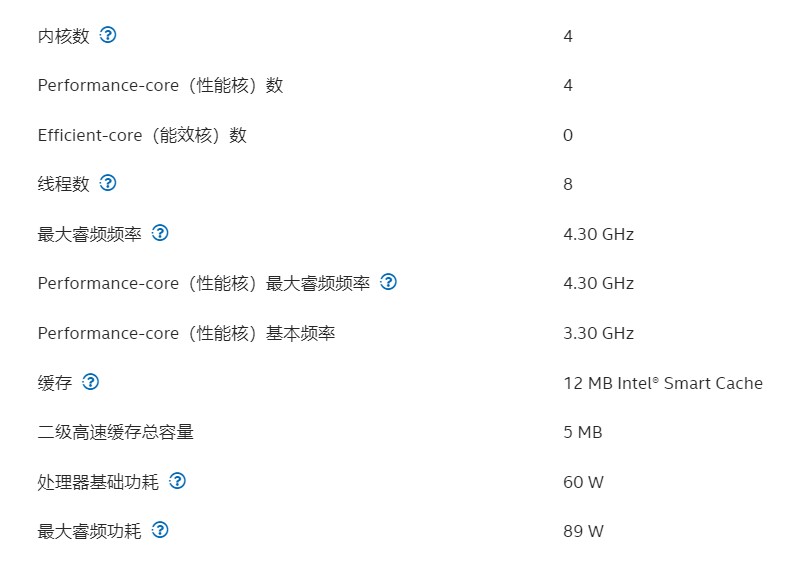 内核数 4
Performance-core（性能核）数 4
Efficient-core（能效核）数 0
线程数 8
最大睿频频率 4.30 GHz
Performance-core（性能核）最大睿频频率 4.30 GHz
Performance-core（性能核）基本频率 3.30 GHz
缓存 12 MB Intel® Smart Cache
二级高速缓存总容量 5 MB
处理器基础功耗 60 W
最大睿频功耗 89 W